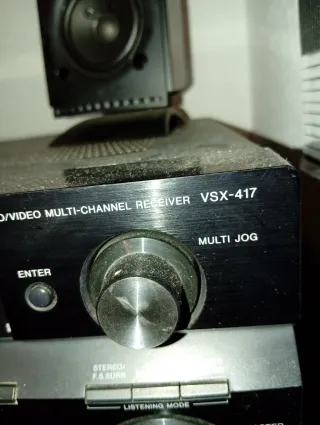 O/VIDEO MULTI-CHANNEL RECEIVER VSX-417
MULTI JOG
ENTER
STEREO/
F.S.SURR
LISTENING MODE